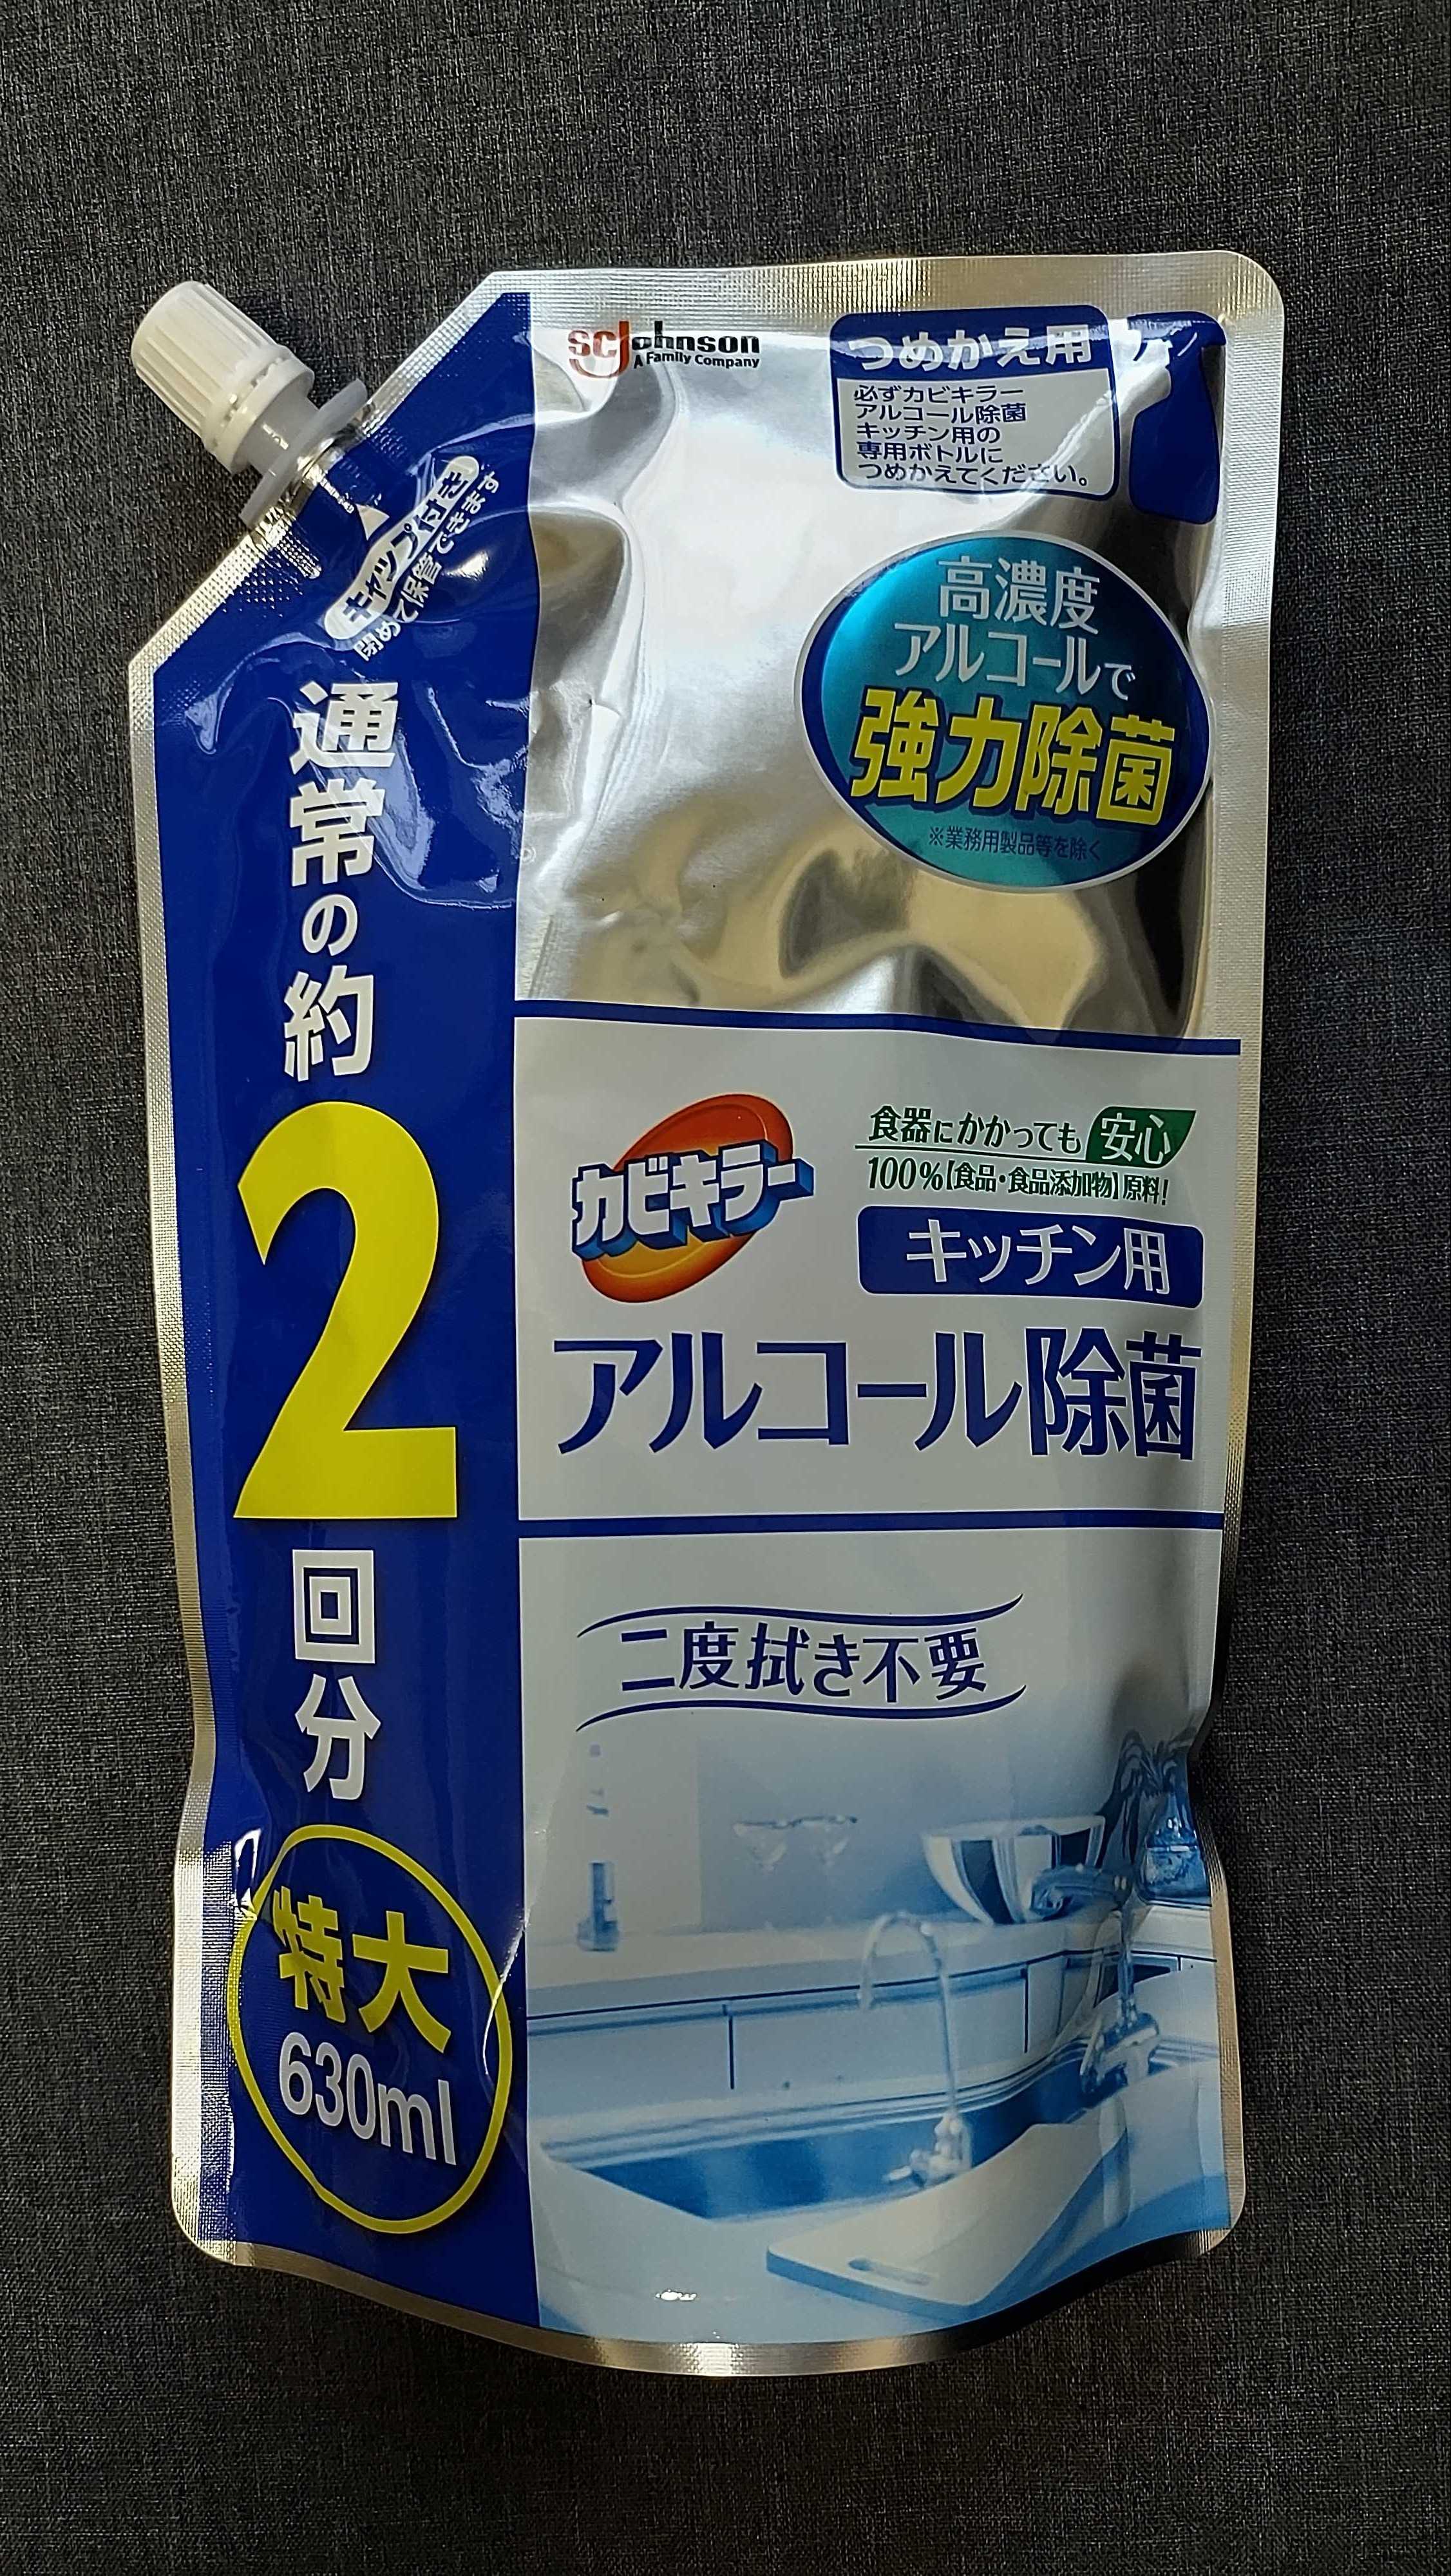 SC Johnson
A Family Company
つめかえ用
必ずカビキラー
アルコール除菌
キッチン用の
専用ボトルに
つめかえてください。
キャップ付き
閉めて保管できます
高濃度
アルコールで
強力除菌
※業務用製品等を除く
通常の約
2
回分
特大
630ml
カビキラー
食器にかかっても安心
100%【食品・食品添加物】原料!
キッチン用
アルコール除菌
二度拭き不要